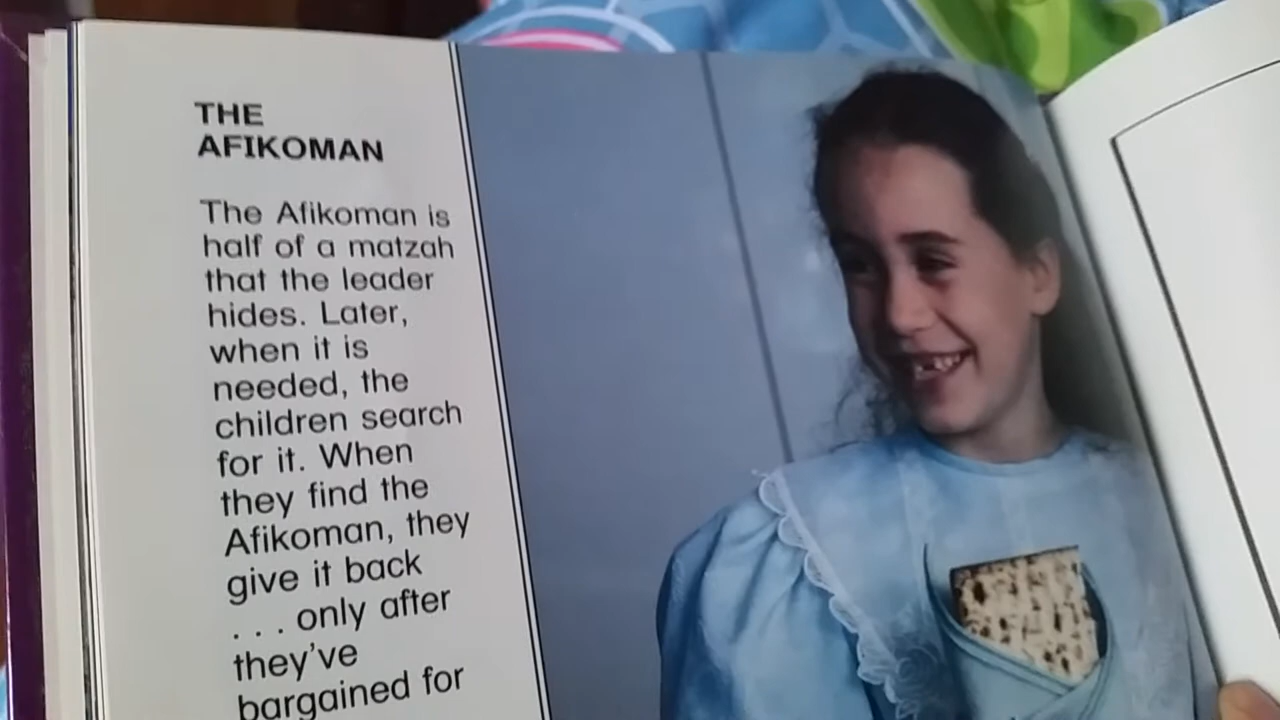 THE
AFIKOMAN
The Afikoman is
half of a matzah
that the leader
hides. Later,
when it is
needed, the
children search
for it. When
they find the
Afikoman, they
give it back
. . . only after
they've
bargained for